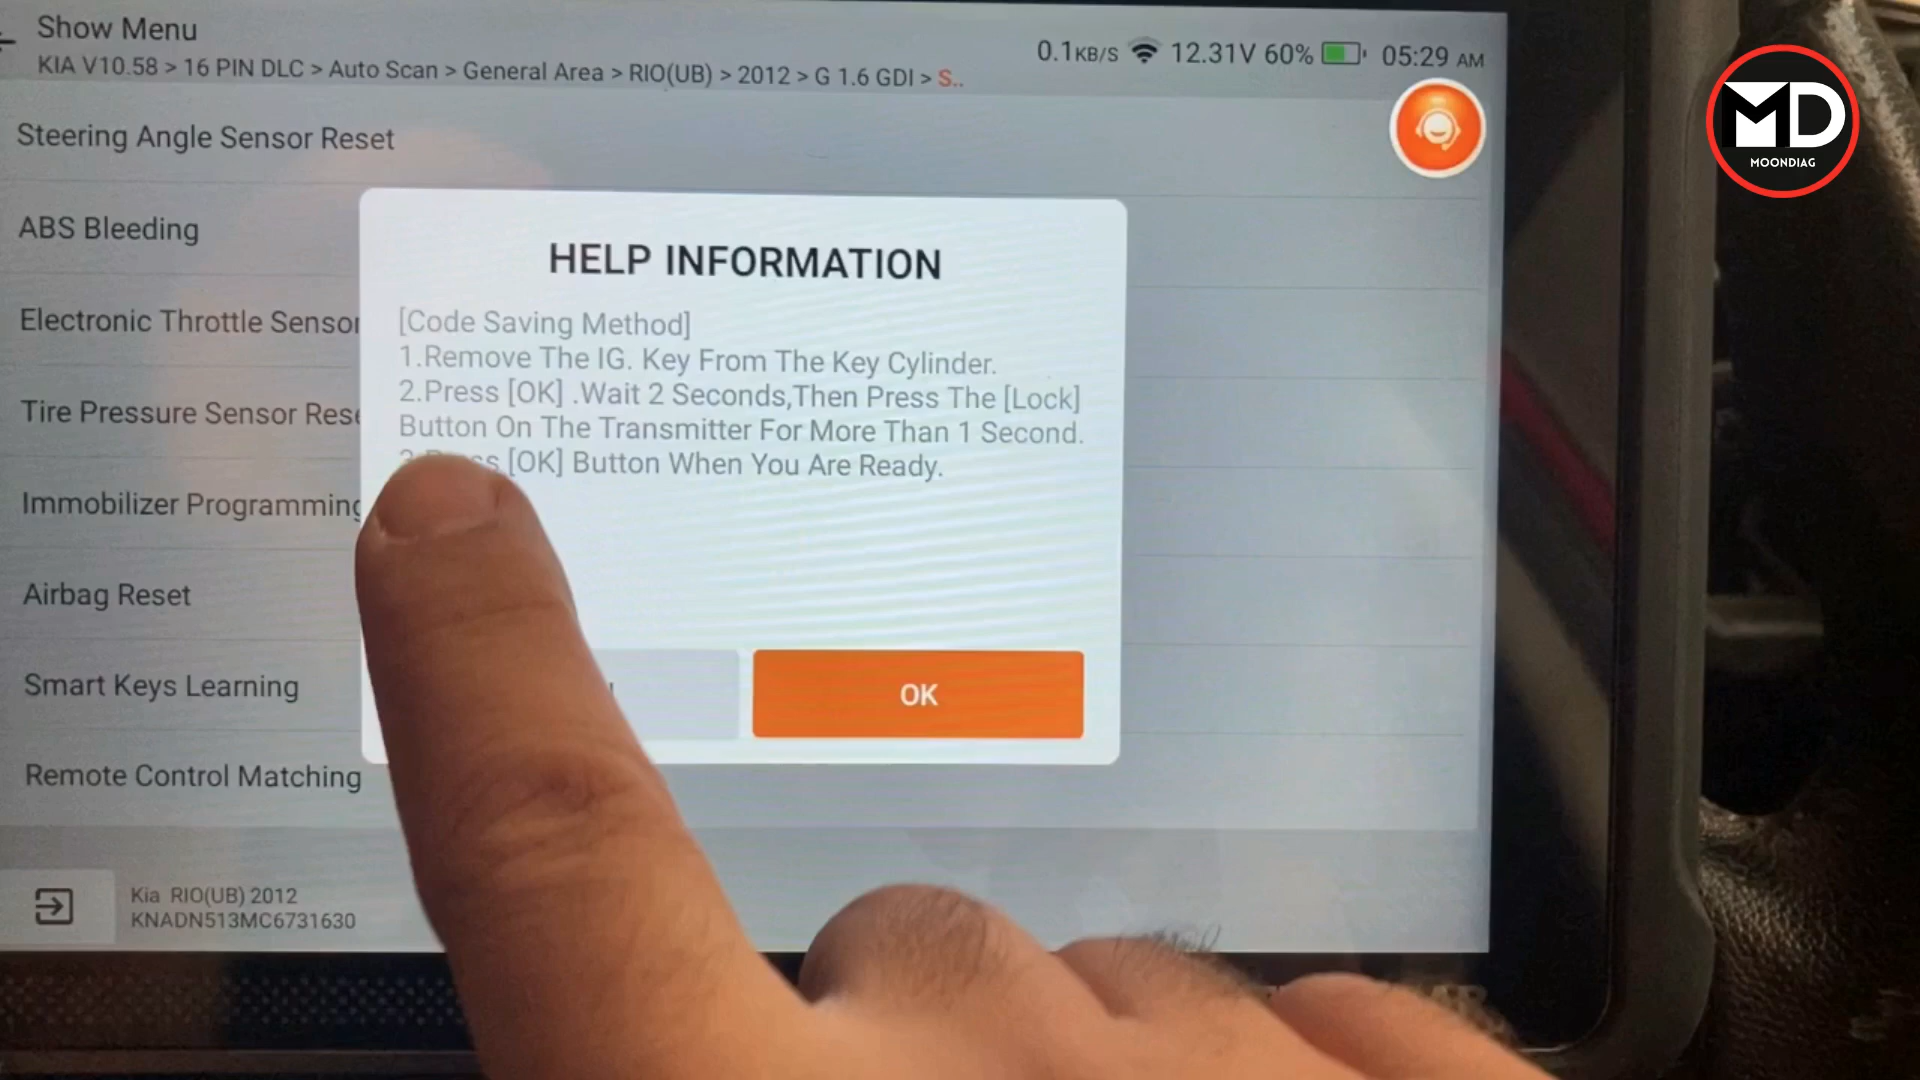 Show Menu
KIA V10.58 > 16 PIN DLC > Auto Scan > General Area > RIO(UB) > 2012 > G 1.6 GDI > S..
0.1KB/S 12.31V 60% 05:29 AM
MD
MOONDIAG
Steering Angle Sensor Reset
ABS Bleeding
Electronic Throttle Sensor
Tire Pressure Sensor Rese
Immobilizer Programming
Airbag Reset
Smart Keys Learning
Remote Control Matching
HELP INFORMATION
[Code Saving Method]
1.Remove The IG. Key From The Key Cylinder.
2.Press [OK] .Wait 2 Seconds,Then Press The [Lock]
Button On The Transmitter For More Than 1 Second.
3.Press [OK] Button When You Are Ready.
OK
Kia RIO(UB) 2012
KNADN513MC6731630